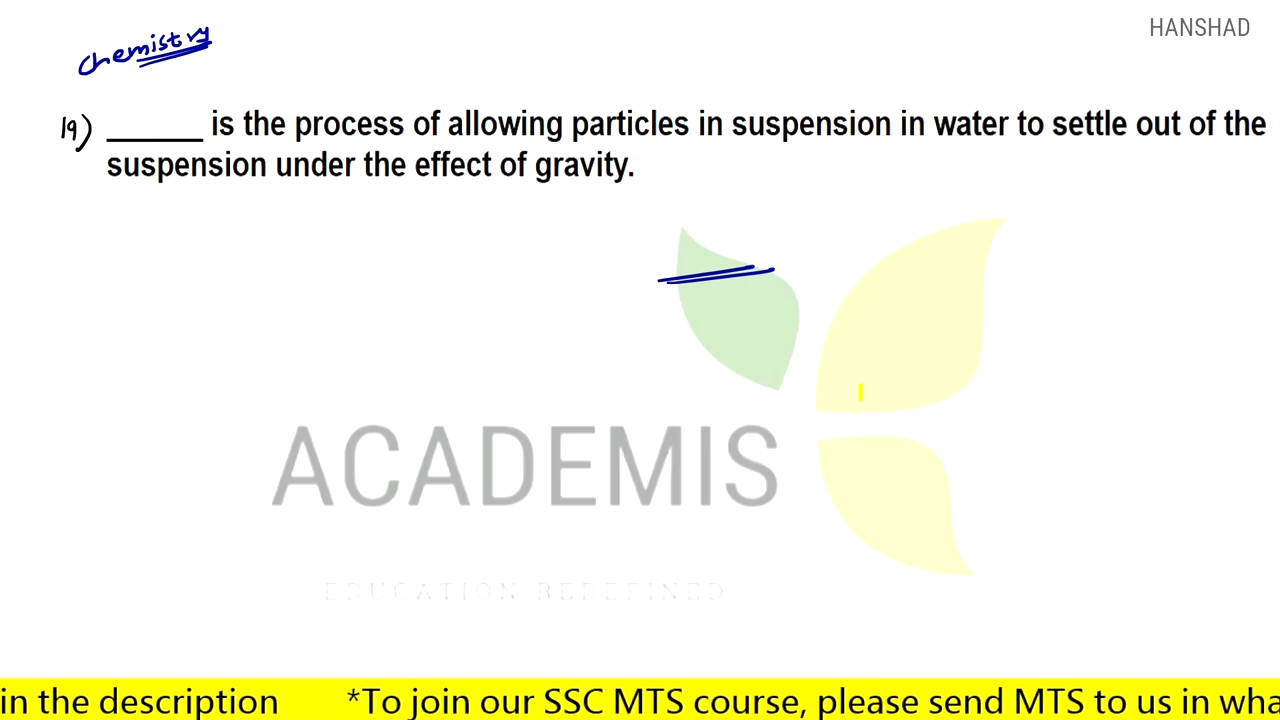 HANSHAD
Chemistry
19) ______ is the process of allowing particles in suspension in water to settle out of the
suspension under the effect of gravity.
ACADEMIS
EDUCATION REDEFINED
in the description *To join our SSC MTS course, please send MTS to us in wha